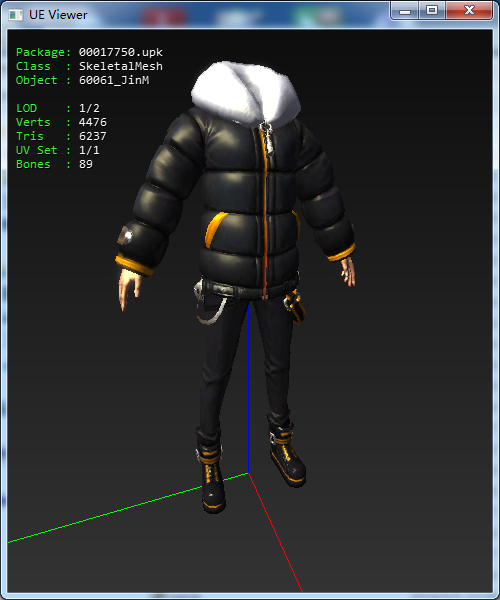 UE Viewer
Package: 00017750.upk
Class : SkeletalMesh
Object : 60061_JinM
LOD : 1/2
Verts : 4476
Tris : 6237
UV Set : 1/1
Bones : 89